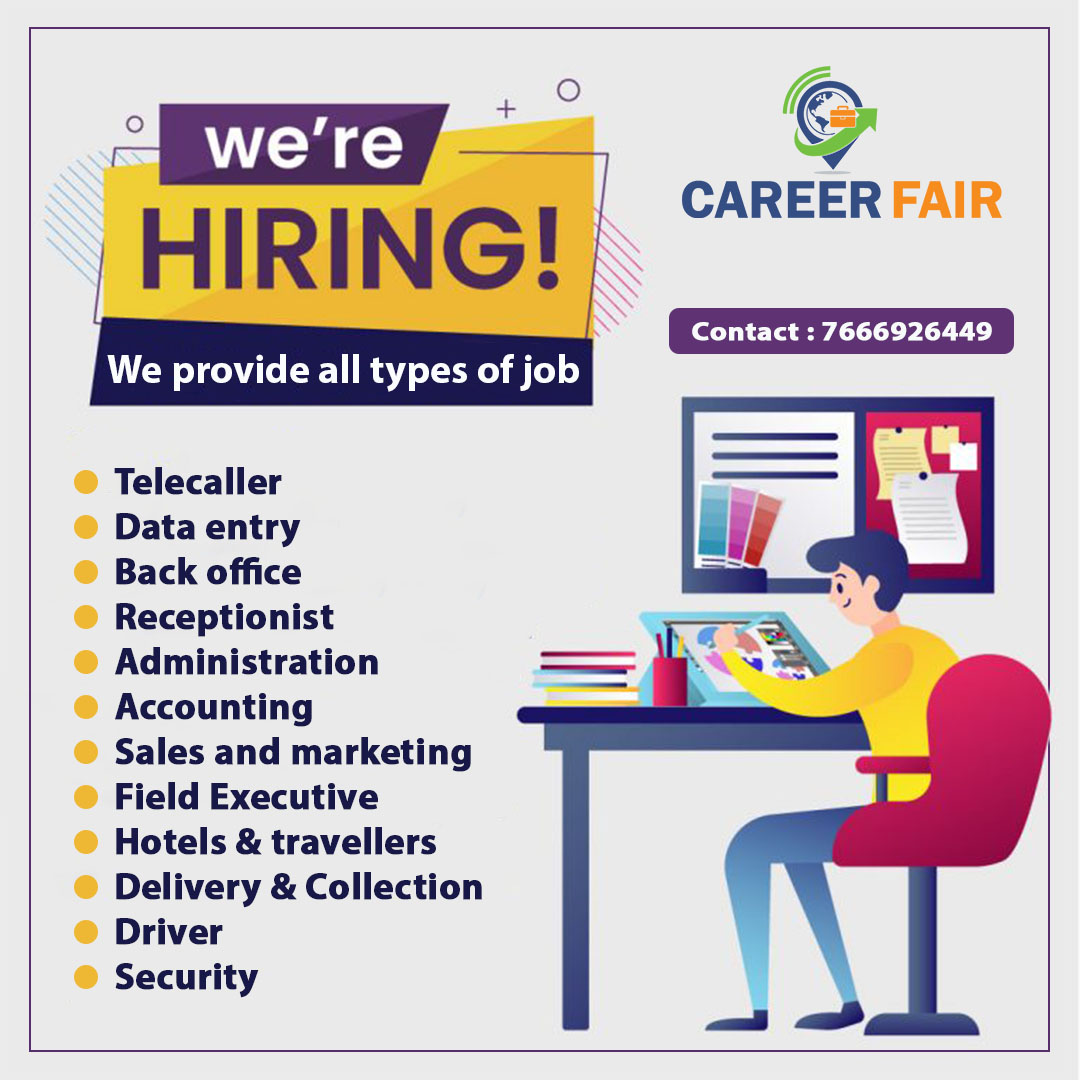 we're
HIRING!
We provide all types of job
CAREER FAIR
Contact : 7666926449
Telecaller
Data entry
Back office
Receptionist
Administration
Accounting
Sales and marketing
Field Executive
Hotels & travellers
Delivery & Collection
Driver
Security